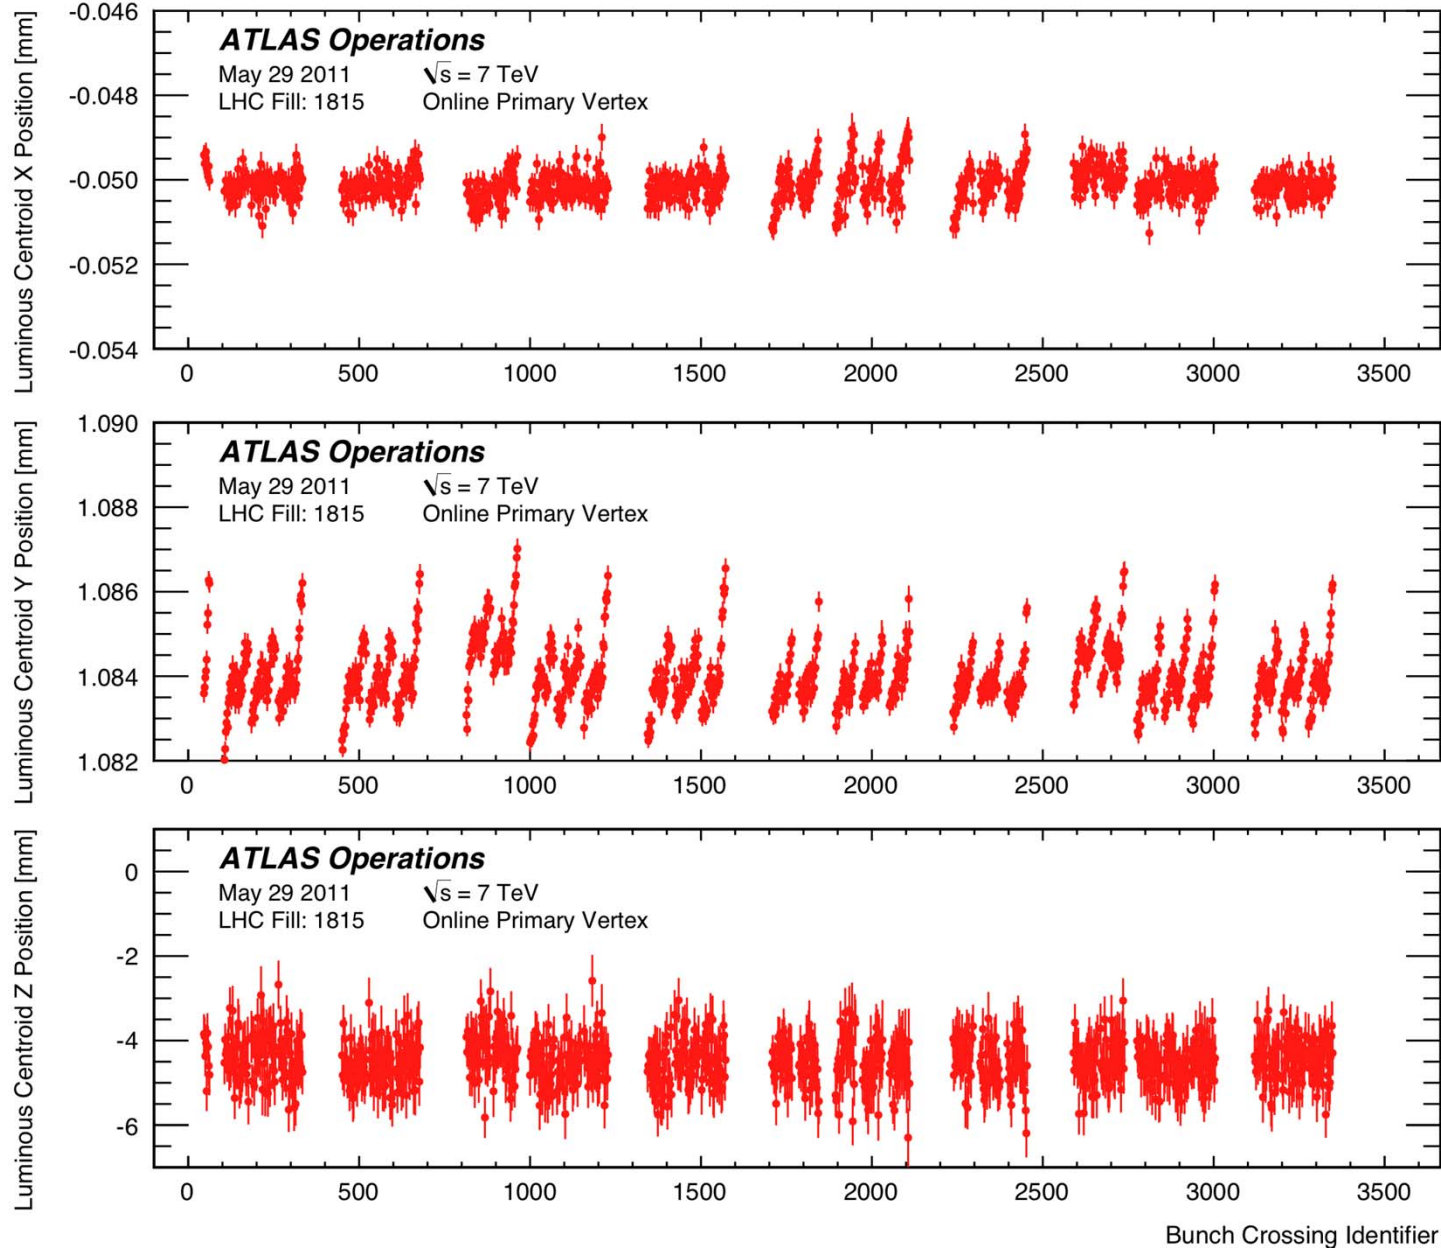 Luminous Centroid X Position [mm]
-0.046
-0.048
-0.050
-0.052
-0.054
ATLAS Operations
May 29 2011 √s = 7 TeV
LHC Fill: 1815 Online Primary Vertex
0 500 1000 1500 2000 2500 3000 3500
Luminous Centroid Y Position [mm]
1.090
1.088
1.086
1.084
1.082
ATLAS Operations
May 29 2011 √s = 7 TeV
LHC Fill: 1815 Online Primary Vertex
0 500 1000 1500 2000 2500 3000 3500
Luminous Centroid Z Position [mm]
0
-2
-4
-6
ATLAS Operations
May 29 2011 √s = 7 TeV
LHC Fill: 1815 Online Primary Vertex
0 500 1000 1500 2000 2500 3000 3500
Bunch Crossing Identifier